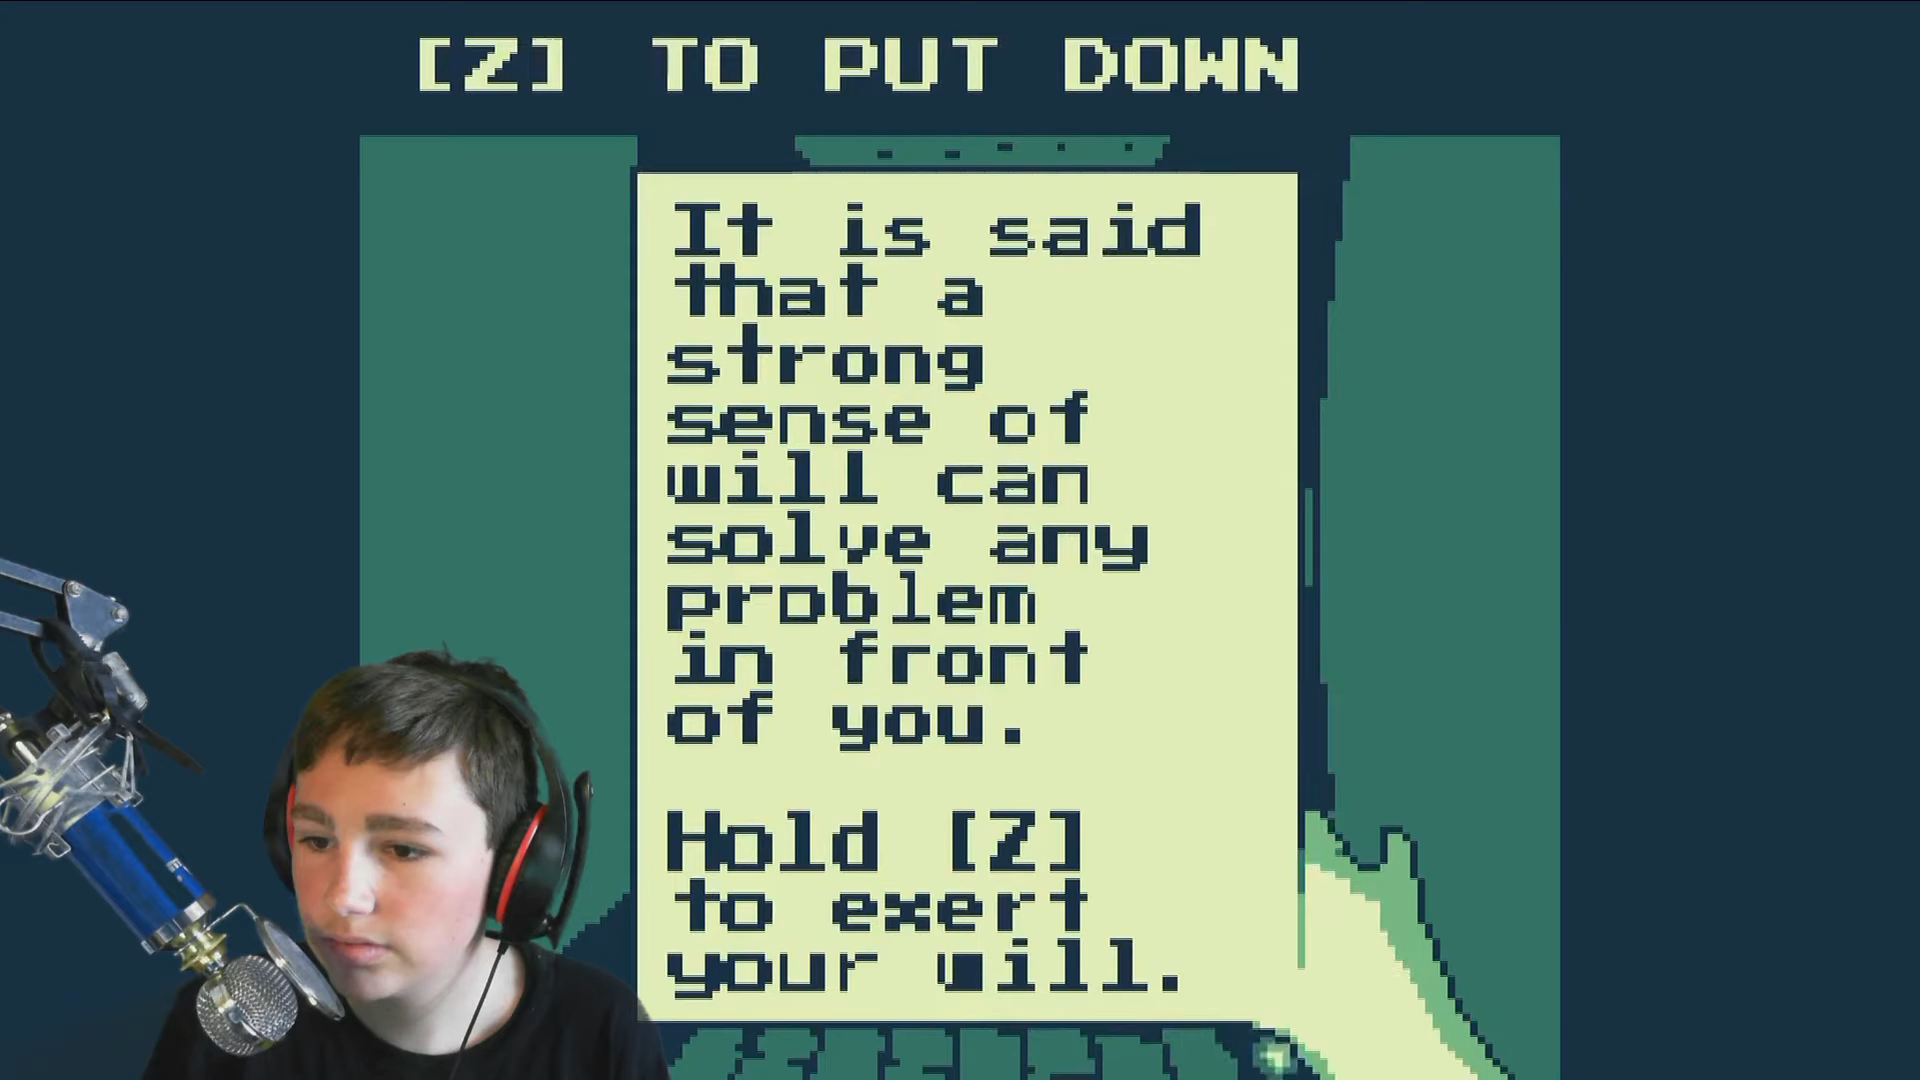 [Z] TO PUT DOWN
It is said
that a
strong
sense of
will can
solve any
problem
in front
of you.
Hold [Z]
to exert
your will.